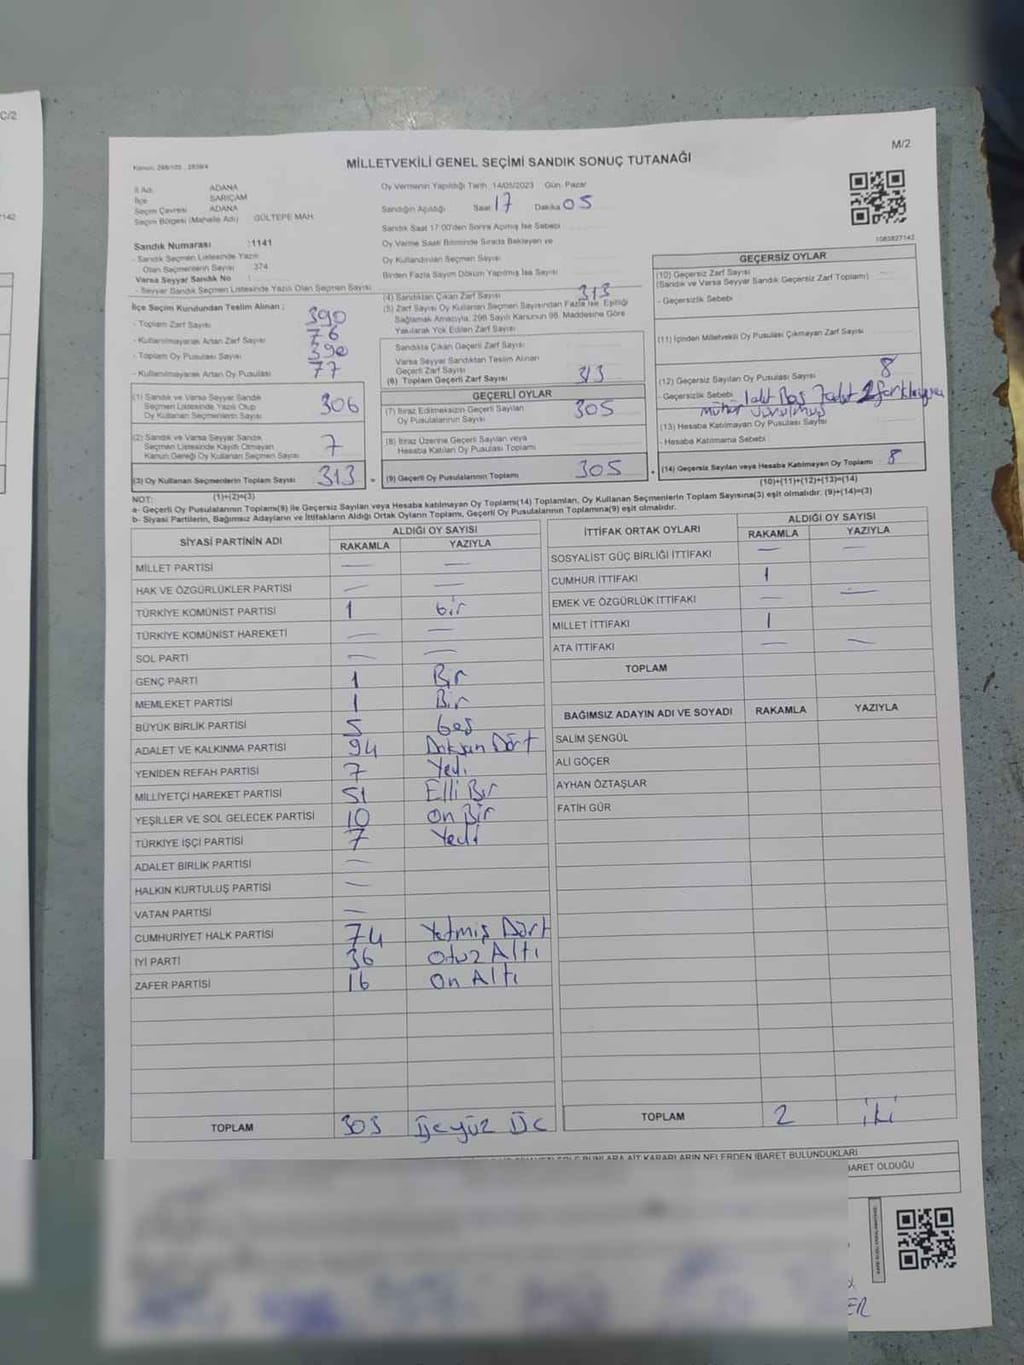 C/2
7142
M/2
MİLLETVEKİLİ GENEL SEÇİMİ SANDIK SONUÇ TUTANAĞI
İl Adı ADANA
İlçe SARIÇAM
Seçim Çevresi ADANA
Seçim Bölgesi (Mahalle Adı) GÜLTEPE MAH.
Sandık Numarası :1141
- Sandık Seçmen Listesinde Yazılı
Olan Seçmenlerin Sayısı 374
Varsa Seyyar Sandık No :
- Seyyar Sandık Seçmen Listesinde Yazılı Olan Seçmen Sayısı
Oy Vermenin Yapıldığı Tarih 14/05/2023 Gün Pazar
Sandığın Açıldığı Saat 17 Dakika 05
Sandık Saat 17.00'den Sonra Açılmış İse Sebebi
Oy Verme Saati Bitiminde Sırada Bekleyen ve
Oy Kullandırılan Seçmen Sayısı
Birden Fazla Sayım Döküm Yapılmış İse Sayısı
1083827142
İlçe Seçim Kurulundan Teslim Alınan ;
- Toplam Zarf Sayısı 390
- Kullanılmayarak Artan Zarf Sayısı 76
- Toplam Oy Pusulası Sayısı 390
- Kullanılmayarak Artan Oy Pusulası 77
(1) Sandık ve Varsa Seyyar Sandık
Seçmen Listesinde Yazılı Olup
Oy Kullanan Seçmenlerin Sayısı 306
(2) Sandık ve Varsa Seyyar Sandık
Seçmen Listesinde Kayıtlı Olmayan
Kanun Gereği Oy Kullanan Seçmen Sayısı 7
(3) Oy Kullanan Seçmenlerin Toplam Sayısı 313
(1)+(2)=(3)
(4) Sandıktan Çıkan Zarf Sayısı 313
(5) Zarf Sayısı Oy Kullanan Seçmen Sayısından Fazla İse, Eşitliği
Sağlamak Amacıyla, 298 Sayılı Kanunun 98. Maddesine Göre
Yakılarak Yok Edilen Zarf Sayısı
Sandıkta Çıkan Geçerli Zarf Sayısı
Varsa Seyyar Sandıktan Teslim Alınan
Geçerli Zarf Sayısı
(6) Toplam Geçerli Zarf Sayısı 313
GEÇERLİ OYLAR
(7) İtiraz Edilmeksizin Geçerli Sayılan
Oy Pusulalarının Sayısı 305
(8) İtiraz Üzerine Geçerli Sayılan veya
Hesaba Katılan Oy Pusulası Toplamı
(9) Geçerli Oy Pusulalarının Toplamı 305
GEÇERSİZ OYLAR
(10) Geçersiz Zarf Sayısı
(Sandık ve Varsa Seyyar Sandık Geçersiz Zarf Toplamı)
- Geçersizlik Sebebi
(11) İçinden Milletvekili Oy Pusulası Çıkmayan Zarf Sayısı
(12) Geçersiz Sayılan Oy Pusulası Sayısı 8
- Geçersizlik Sebebi 1 adet Boş 7 adet
mühür vurulmuş
(13) Hesaba Katılmayan Oy Pusulası Sayısı
- Hesaba Katılmama Sebebi
(14) Geçersiz Sayılan veya Hesaba Katılmayan Oy Toplamı 8
(10)+(11)+(12)+(13)=(14)
NOT:
a- Geçerli Oy Pusulalarının Toplamı(9) ile Geçersiz Sayılan veya Hesaba katılmayan Oy Toplamı(14) Toplamları, Oy Kullanan Seçmenlerin Toplam Sayısına(3) eşit olmalıdır. (9)+(14)=(3)
b- Siyasi Partilerin, Bağımsız Adayların ve İttifakların Aldığı Ortak Oyların Toplamı, Geçerli Oy Pusulalarının Toplamına(9) eşit olmalıdır.
SİYASİ PARTİNİN ADI ALDIĞI OY SAYISI
RAKAMLA YAZIYLA
MİLLET PARTİSİ — —
HAK VE ÖZGÜRLÜKLER PARTİSİ — —
TÜRKİYE KOMÜNİST PARTİSİ 1 bir
TÜRKİYE KOMÜNİST HAREKETİ — —
SOL PARTİ — —
GENÇ PARTİ 1 Bir
MEMLEKET PARTİSİ 1 Bir
BÜYÜK BİRLİK PARTİSİ 5 beş
ADALET VE KALKINMA PARTİSİ 94 Doksan Dört
YENİDEN REFAH PARTİSİ 7 Yedi
MİLLİYETÇİ HAREKET PARTİSİ 51 Elli Bir
YEŞİLLER VE SOL GELECEK PARTİSİ 10 on Bir
TÜRKİYE İŞÇİ PARTİSİ 7 Yedi
ADALET BİRLİK PARTİSİ —
HALKIN KURTULUŞ PARTİSİ —
VATAN PARTİSİ —
CUMHURİYET HALK PARTİSİ 74 Yetmiş Dört
İYİ PARTİ 36 Otuz Altı
ZAFER PARTİSİ 16 On Altı
TOPLAM 303 Üçyüz Üç
İTTİFAK ORTAK OYLARI ALDIĞI OY SAYISI
RAKAMLA YAZIYLA
SOSYALİST GÜÇ BİRLİĞİ İTTİFAKI — —
CUMHUR İTTİFAKI 1
EMEK VE ÖZGÜRLÜK İTTİFAKI — —
MİLLET İTTİFAKI 1
ATA İTTİFAKI — —
TOPLAM
BAĞIMSIZ ADAYIN ADI VE SOYADI RAKAMLA YAZIYLA
SALİM ŞENGÜL
ALİ GÖÇER
AYHAN ÖZTAŞLAR
FATİH GÜR
TOPLAM 2 iki
BUNLARA AİT KARARLARIN NELERDEN İBARET BULUNDUKLARI
BARET OLDUĞU
ER